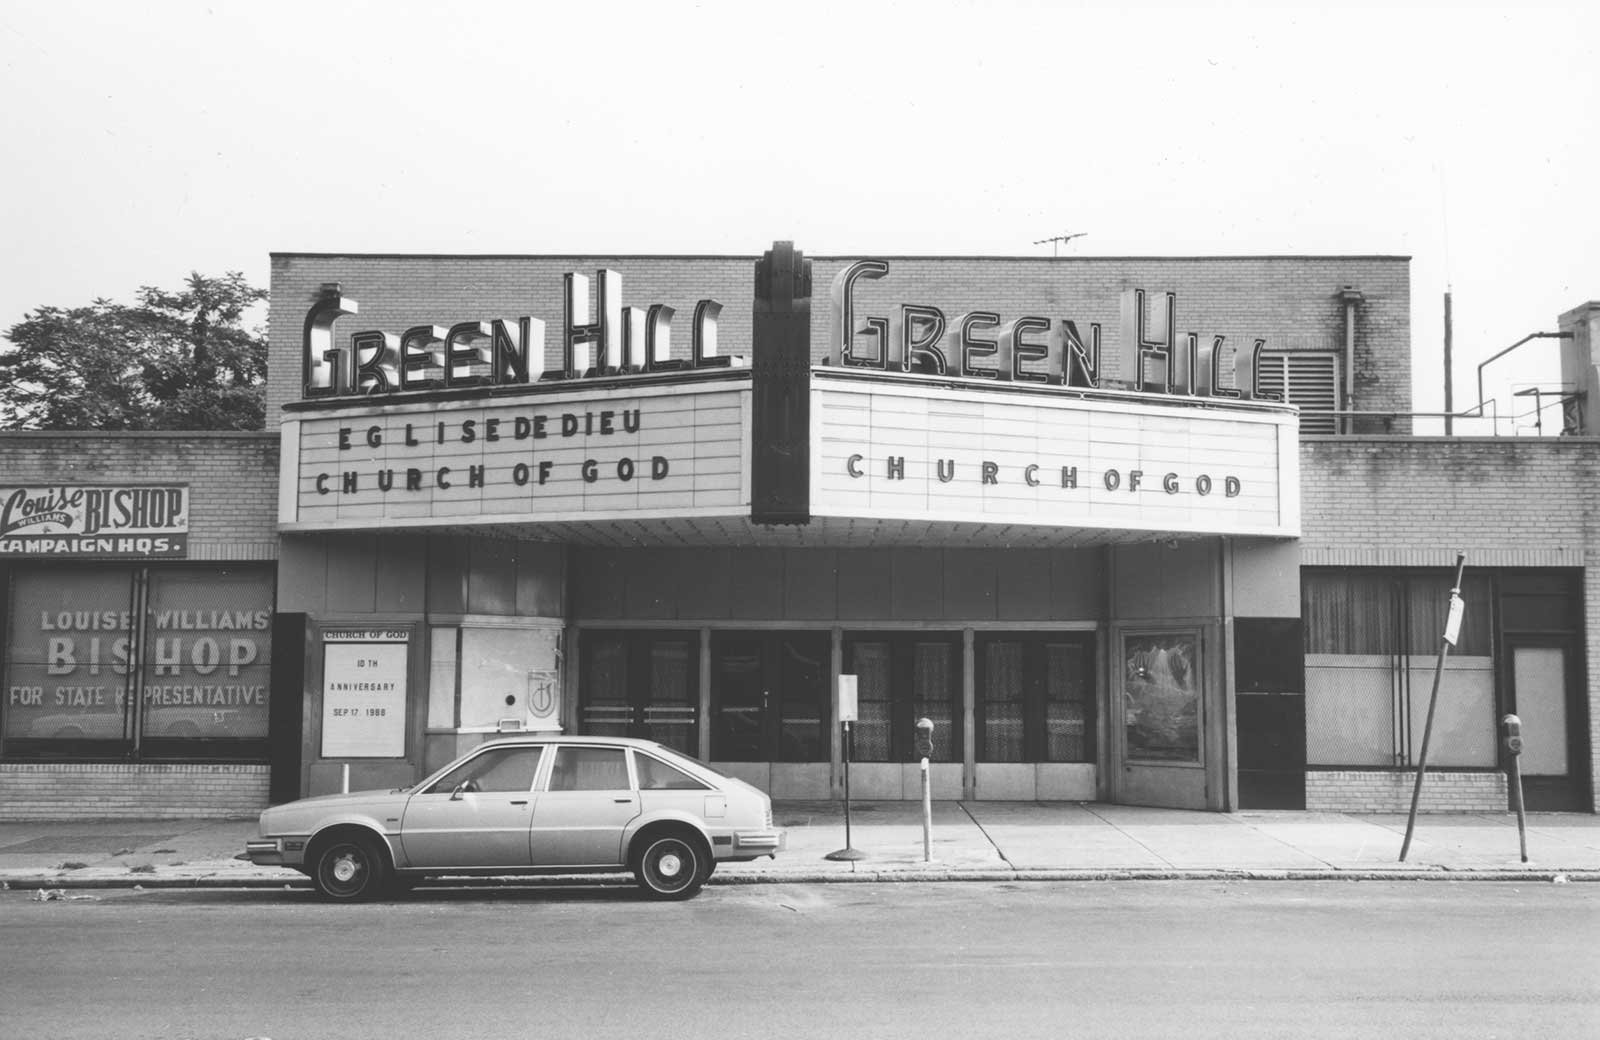 GREEN HILL
GREEN HILL
EGLISE DE DIEU
CHURCH OF GOD
CHURCH OF GOD
Louise BISHOP
WILLIAMS
CAMPAIGN HQS.
LOUISE WILLIAMS
BISHOP
FOR STATE REPRESENTATIVE
CHURCH OF GOD
10TH
ANNIVERSARY
SEP 17. 1988